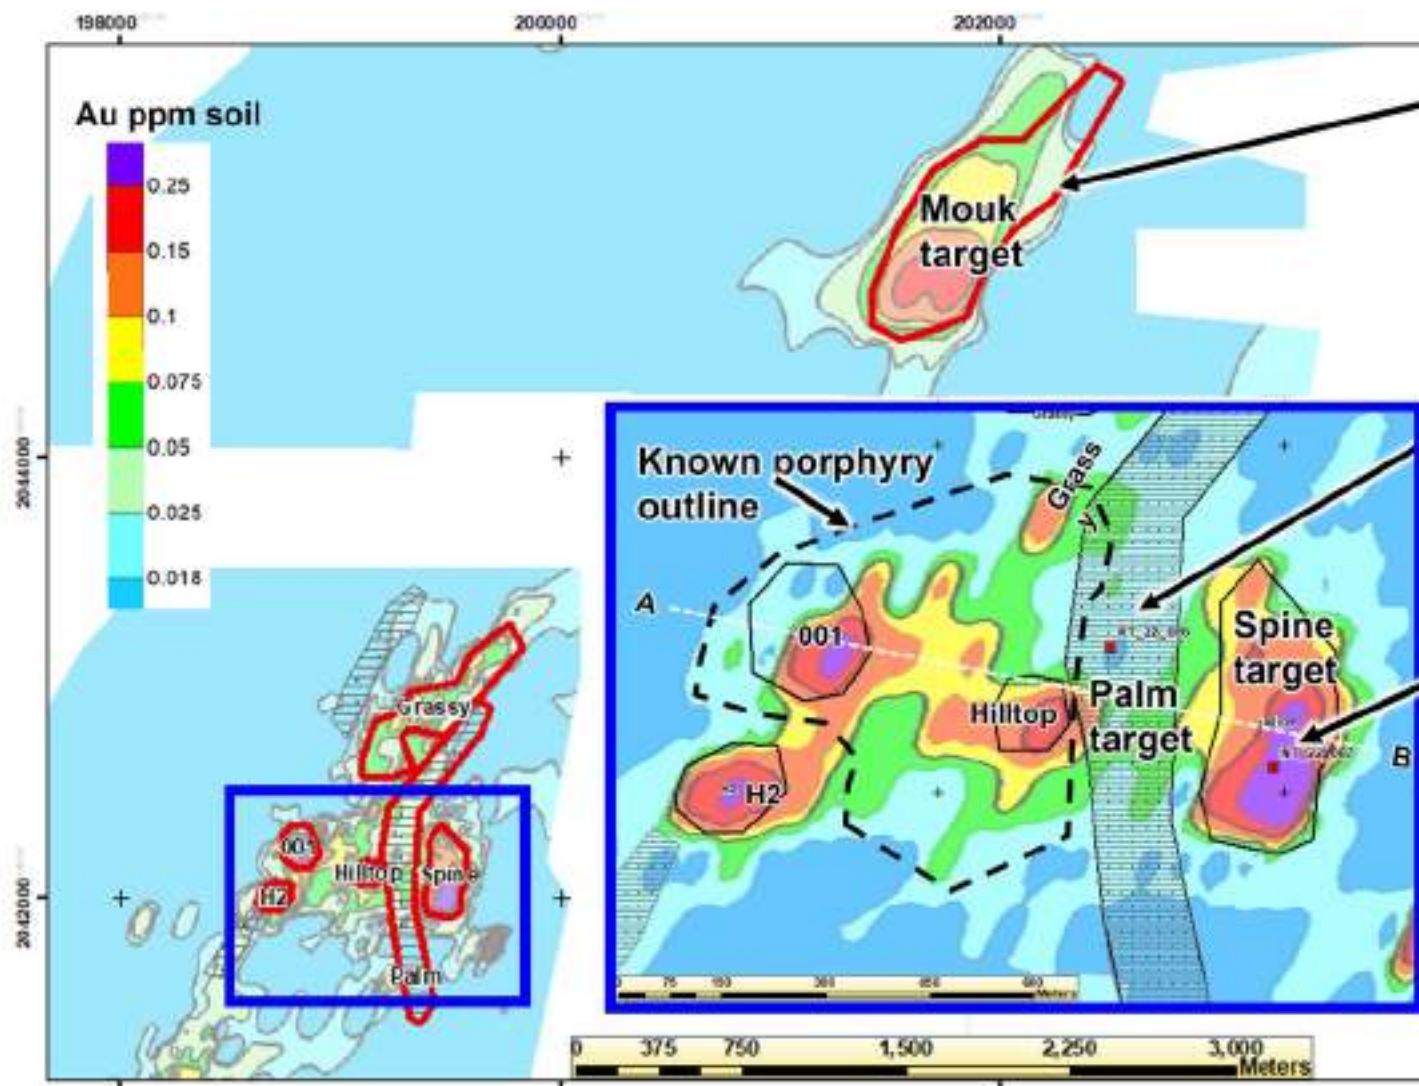 198000
200000
202000
Au ppm soil
0.25
0.15
0.1
0.075
0.05
0.025
0.018
2044000
2042000
Mouk
target
Known porphyry
outline
Grass
y
A
001
Spine
target
Hilltop
Palm
target
H2
B
Meters
Grassy
001
Hilltop
Spine
H2
Palm
0
375
750
1,500
2,250
3,000
Meters